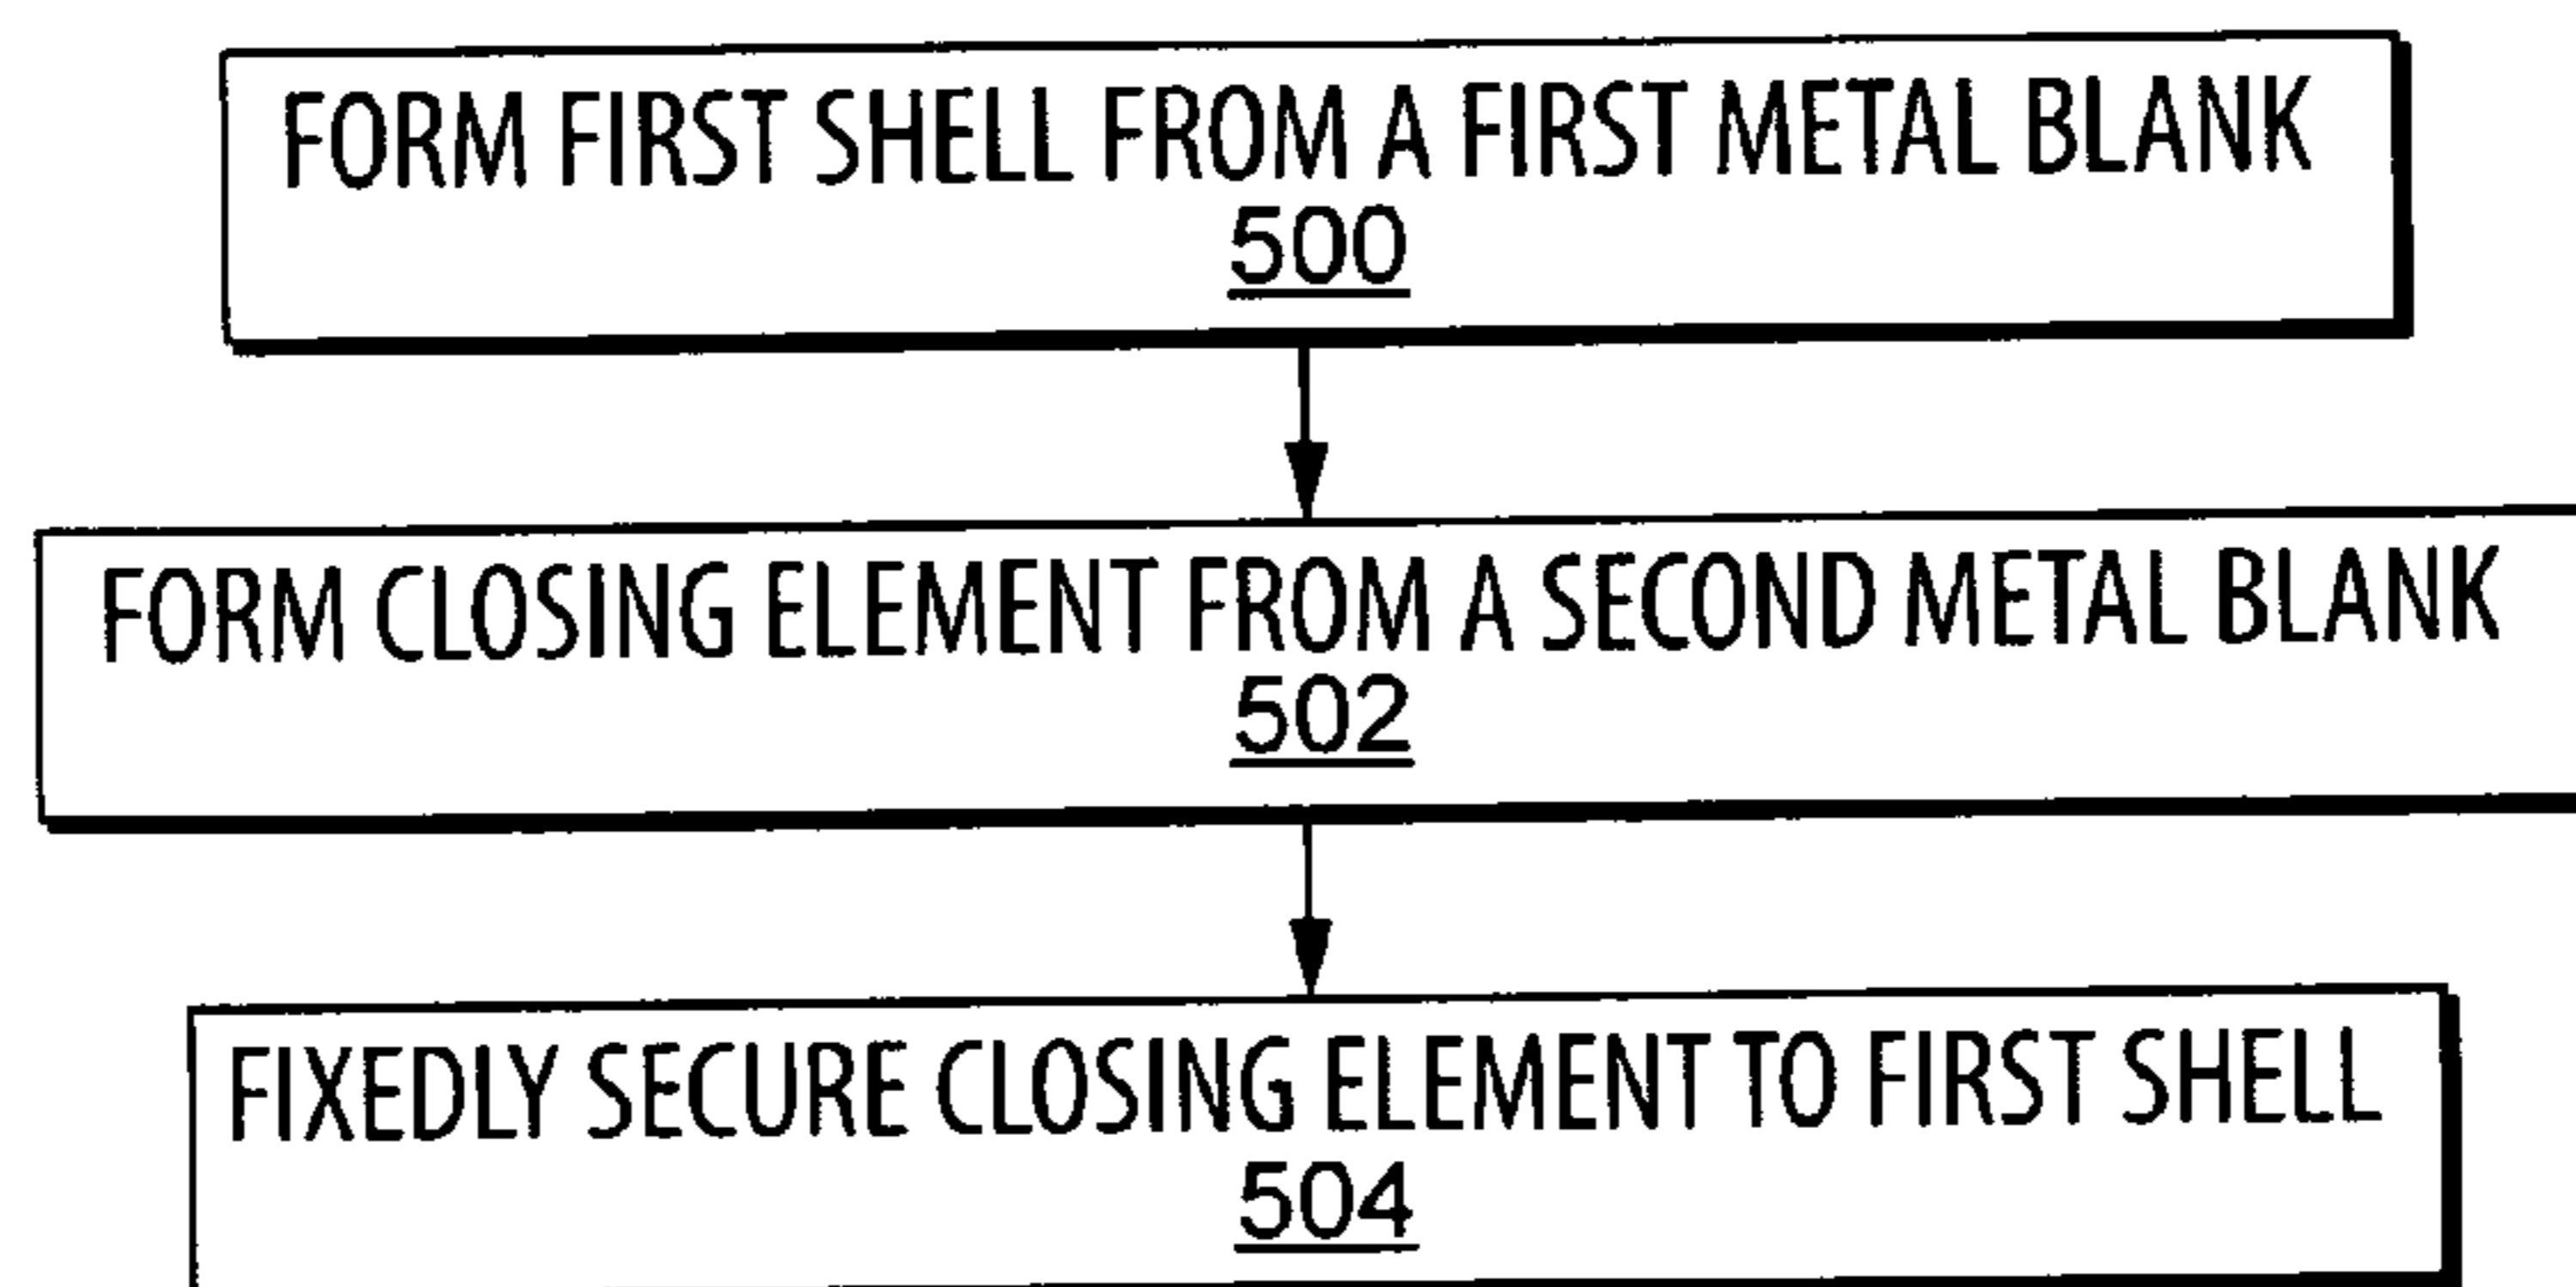 FORM FIRST SHELL FROM A FIRST METAL BLANK
500
FORM CLOSING ELEMENT FROM A SECOND METAL BLANK
502
FIXEDLY SECURE CLOSING ELEMENT TO FIRST SHELL
504